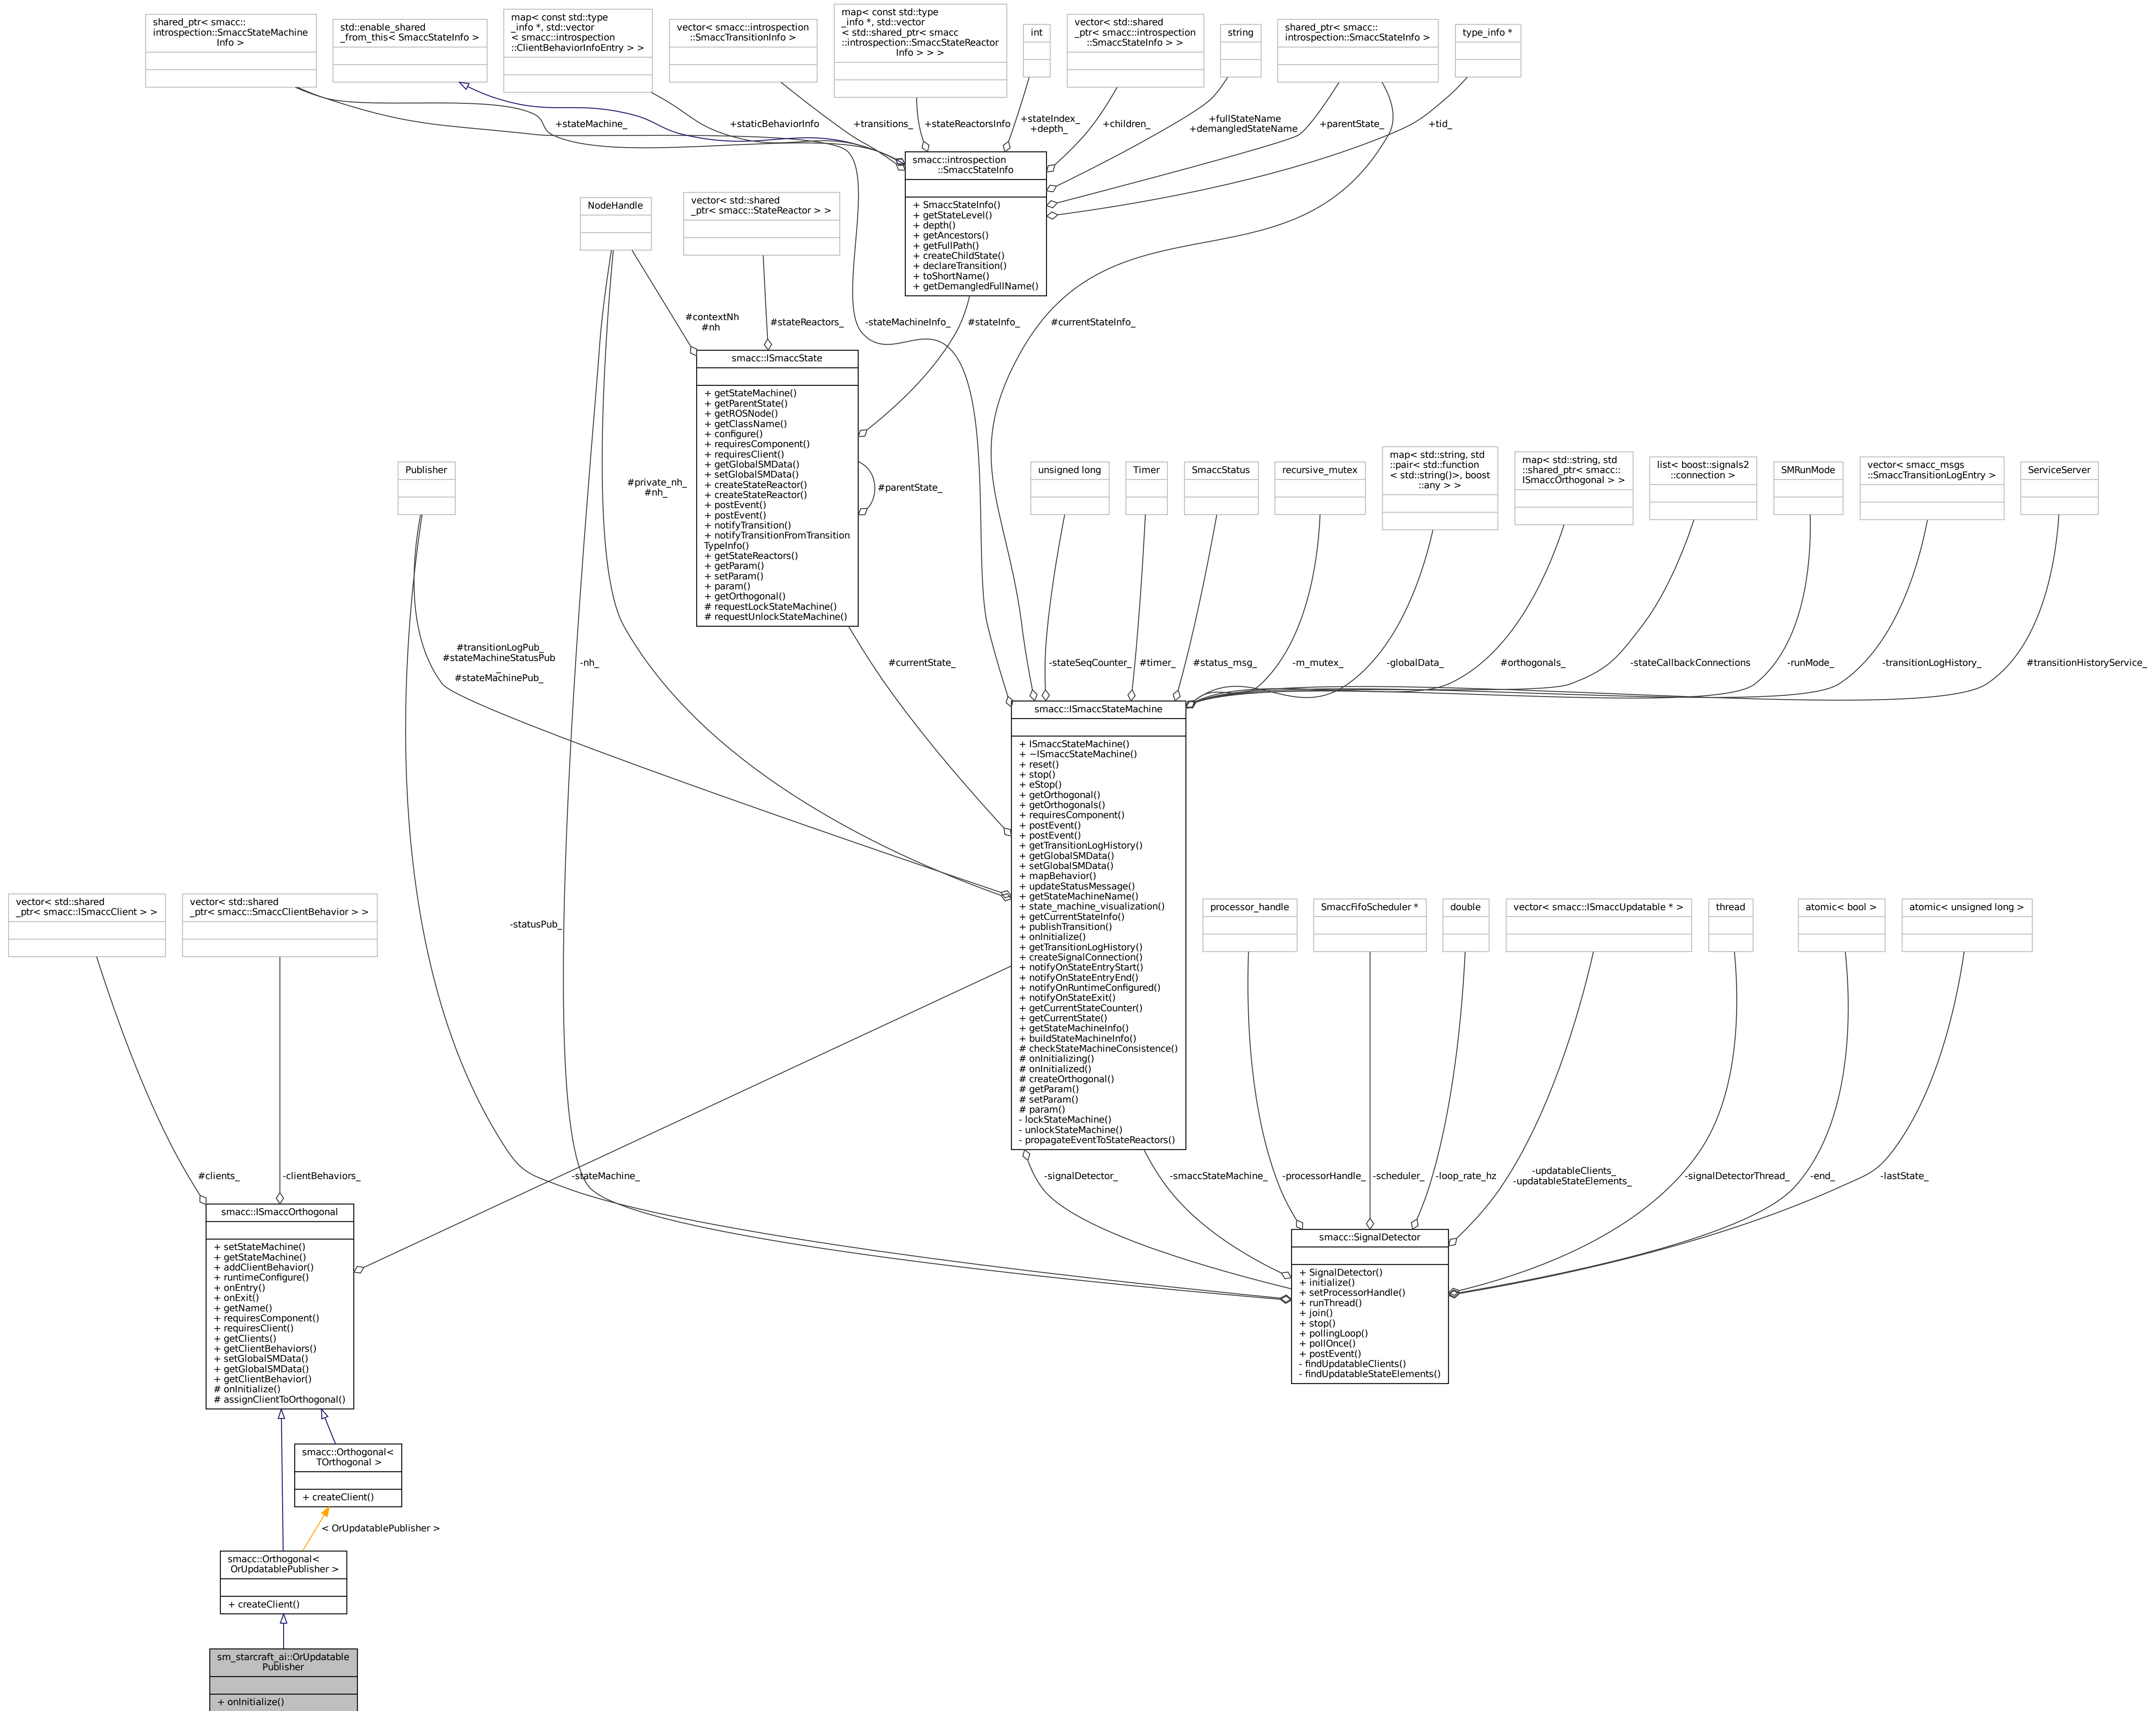 shared_ptr< smacc::
introspection::SmaccStateMachine
Info >
std::enable_shared
_from_this< SmaccStateInfo >
map< const std::type
_info *, std::vector
< smacc::introspection
::ClientBehaviorInfoEntry > >
vector< smacc::introspection
::SmaccTransitionInfo >
map< const std::type
_info *, std::vector
< std::shared_ptr< smacc
::introspection::SmaccStateReactor
Info > > >
int
vector< std::shared
_ptr< smacc::introspection
::SmaccStateInfo > >
string
shared_ptr< smacc::
introspection::SmaccStateInfo >
type_info *
+stateMachine_
+staticBehaviorInfo
+transitions_
+stateReactorsInfo
+stateIndex_
+depth_
+children_
+fullStateName
+demangledStateName
+parentState_
+tid_
smacc::introspection
::SmaccStateInfo
+ SmaccStateInfo()
+ getStateLevel()
+ depth()
+ getAncestors()
+ getFullPath()
+ createChildState()
+ declareTransition()
+ toShortName()
+ getDemangledFullName()
NodeHandle
vector< std::shared
_ptr< smacc::StateReactor > >
#contextNh
#nh
#stateReactors_
-stateMachineInfo_
#stateInfo_
#currentStateInfo_
smacc::ISmaccState
+ getStateMachine()
+ getParentState()
+ getROSNode()
+ getClassName()
+ configure()
+ requiresComponent()
+ requiresClient()
+ getGlobalSMData()
+ setGlobalSMData()
+ createStateReactor()
+ createStateReactor()
+ postEvent()
+ postEvent()
+ notifyTransition()
+ notifyTransitionFromTransition
TypeInfo()
+ getStateReactors()
+ getParam()
+ setParam()
+ param()
+ getOrthogonal()
# requestLockStateMachine()
# requestUnlockStateMachine()
#parentState_
Publisher
#private_nh_
#nh_
unsigned long
Timer
SmaccStatus
recursive_mutex
map< std::string, std
::pair< std::function
< std::string()>, boost
::any > >
map< std::string, std
::shared_ptr< smacc::
ISmaccOrthogonal > >
list< boost::signals2
::connection >
SMRunMode
vector< smacc_msgs
::SmaccTransitionLogEntry >
ServiceServer
#transitionLogPub_
#stateMachineStatusPub
_
#stateMachinePub_
-nh_
#currentState_
-stateSeqCounter_
#timer_
#status_msg_
-m_mutex_
-globalData_
#orthogonals_
-stateCallbackConnections
-runMode_
-transitionLogHistory_
#transitionHistoryService_
smacc::ISmaccStateMachine
+ ISmaccStateMachine()
+ ~ISmaccStateMachine()
+ reset()
+ stop()
+ eStop()
+ getOrthogonal()
+ getOrthogonals()
+ requiresComponent()
+ postEvent()
+ postEvent()
+ getTransitionLogHistory()
+ getGlobalSMData()
+ setGlobalSMData()
+ mapBehavior()
+ updateStatusMessage()
+ getStateMachineName()
+ state_machine_visualization()
+ getCurrentStateInfo()
+ publishTransition()
+ onInitialize()
+ getTransitionLogHistory()
+ createSignalConnection()
+ notifyOnStateEntryStart()
+ notifyOnStateEntryEnd()
+ notifyOnRuntimeConfigured()
+ notifyOnStateExit()
+ getCurrentStateCounter()
+ getCurrentState()
+ getStateMachineInfo()
+ buildStateMachineInfo()
# checkStateMachineConsistence()
# onInitializing()
# onInitialized()
# createOrthogonal()
# getParam()
# setParam()
# param()
- lockStateMachine()
- unlockStateMachine()
- propagateEventToStateReactors()
vector< std::shared
_ptr< smacc::ISmaccClient > >
vector< std::shared
_ptr< smacc::SmaccClientBehavior > >
-statusPub_
processor_handle
SmaccFifoScheduler *
double
vector< smacc::ISmaccUpdatable * >
thread
atomic< bool >
atomic< unsigned long >
#clients_
-clientBehaviors_
-stateMachine_
-signalDetector_
-smaccStateMachine_
-processorHandle_
-scheduler_
-loop_rate_hz
-updatableClients_
-updatableStateElements_
-signalDetectorThread_
-end_
-lastState_
smacc::ISmaccOrthogonal
+ setStateMachine()
+ getStateMachine()
+ addClientBehavior()
+ runtimeConfigure()
+ onEntry()
+ onExit()
+ getName()
+ requiresComponent()
+ requiresClient()
+ getClients()
+ getClientBehaviors()
+ setGlobalSMData()
+ getGlobalSMData()
+ getClientBehavior()
# onInitialize()
# assignClientToOrthogonal()
smacc::SignalDetector
+ SignalDetector()
+ initialize()
+ setProcessorHandle()
+ runThread()
+ join()
+ stop()
+ pollingLoop()
+ pollOnce()
+ postEvent()
- findUpdatableClients()
- findUpdatableStateElements()
smacc::Orthogonal<
TOrthogonal >
+ createClient()
< OrUpdatablePublisher >
smacc::Orthogonal<
OrUpdatablePublisher >
+ createClient()
sm_starcraft_ai::OrUpdatable
Publisher
+ onInitialize()